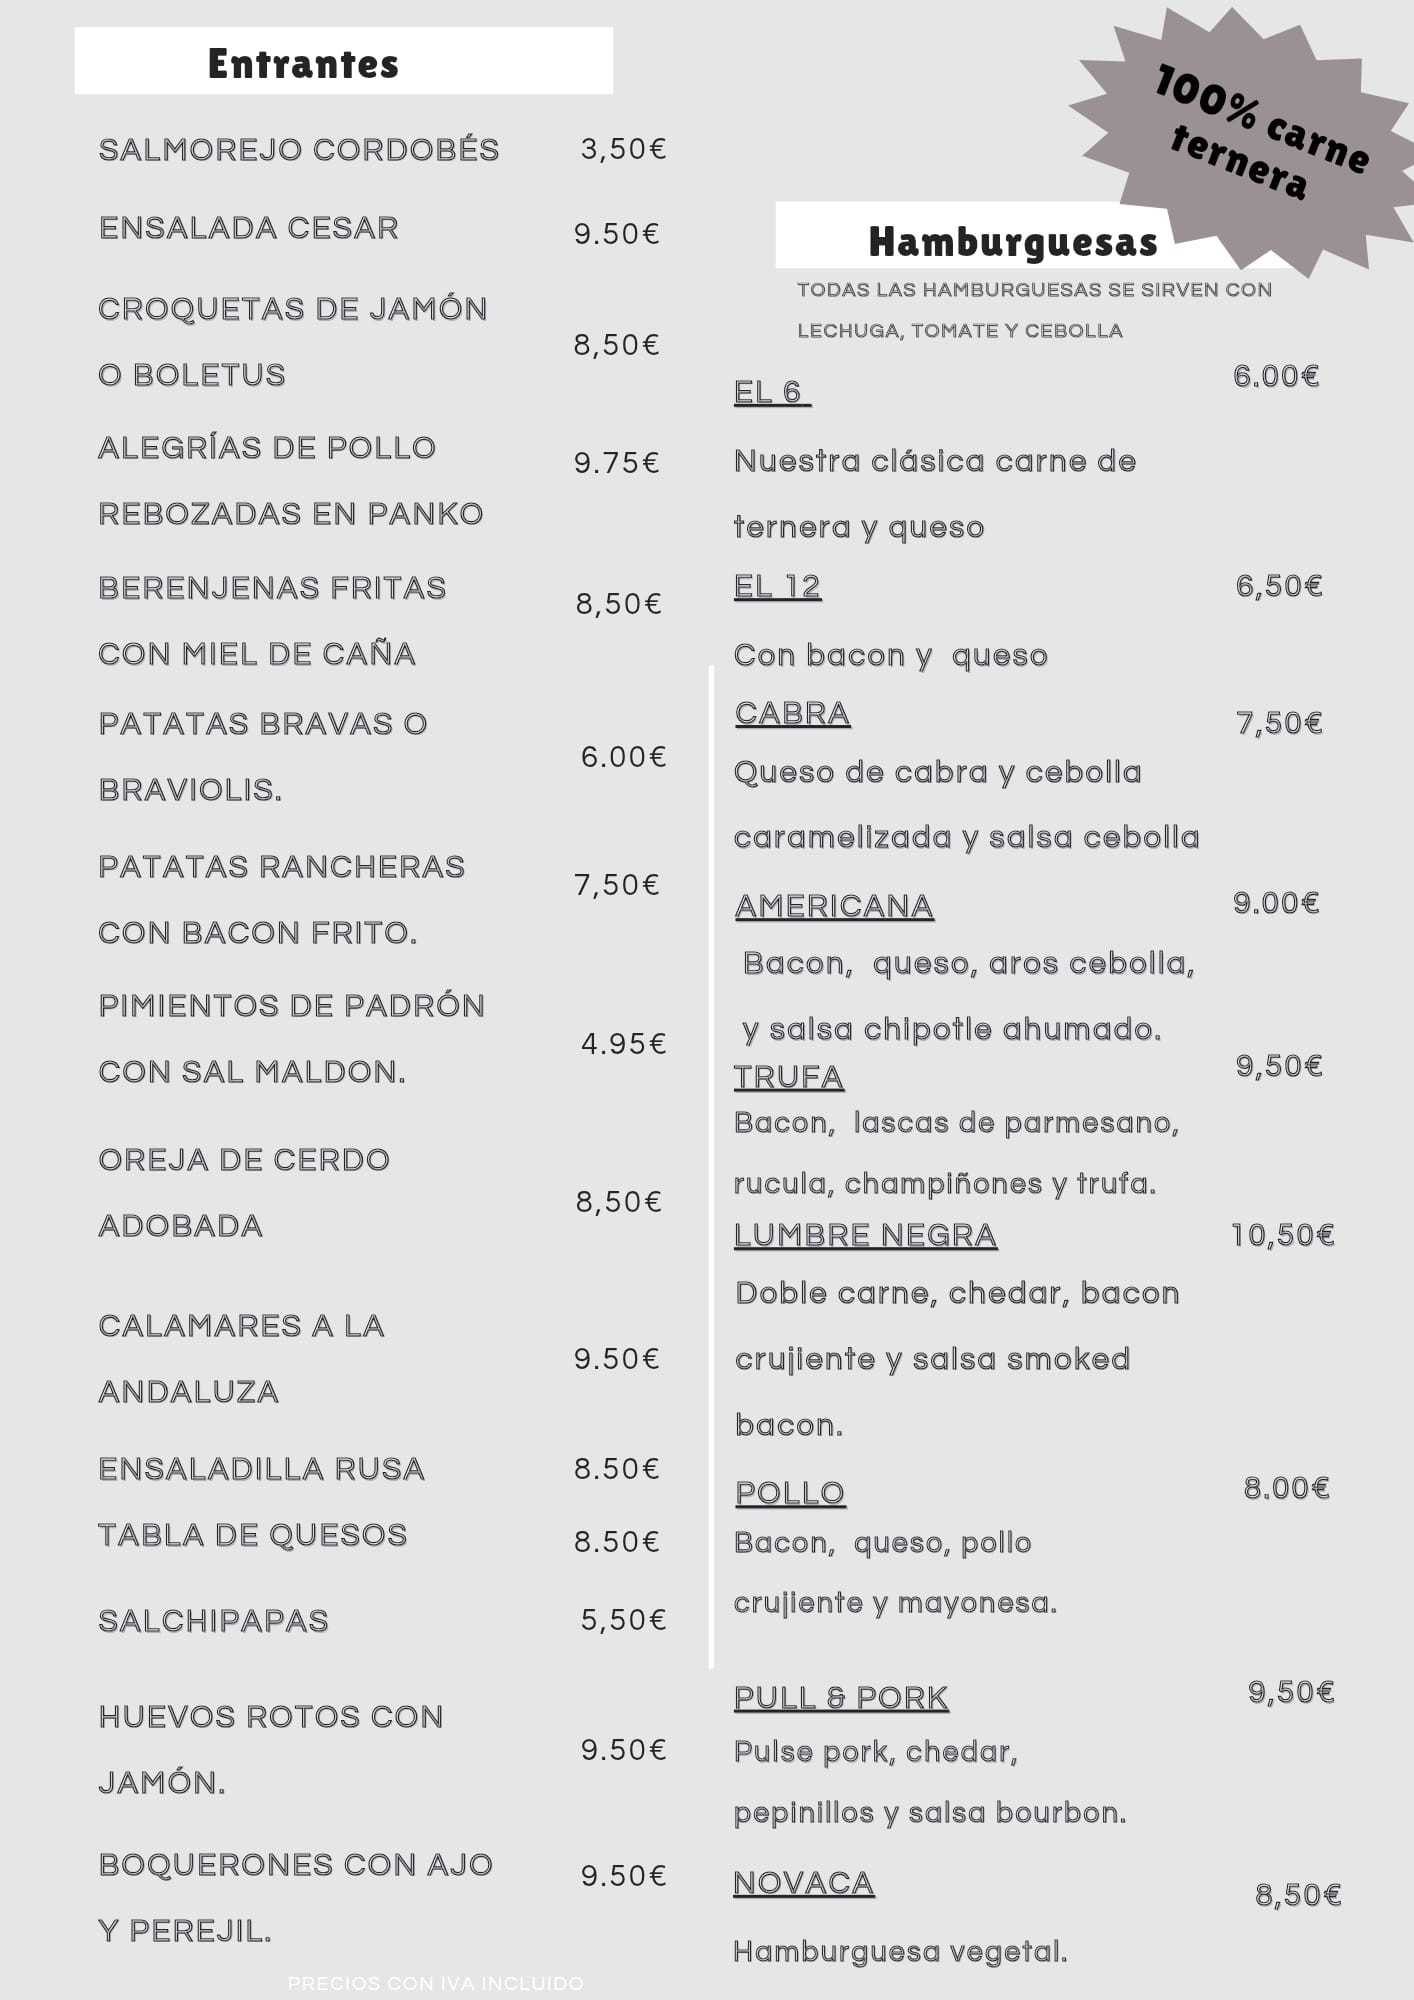 Entrantes
SALMOREJO CORDOBÉS 3,50€
ENSALADA CESAR 9.50€
CROQUETAS DE JAMÓN
O BOLETUS 8,50€
ALEGRÍAS DE POLLO
REBOZADAS EN PANKO 9.75€
BERENJENAS FRITAS
CON MIEL DE CAÑA 8,50€
PATATAS BRAVAS O
BRAVIOLIS. 6.00€
PATATAS RANCHERAS
CON BACON FRITO. 7,50€
PIMIENTOS DE PADRÓN
CON SAL MALDON. 4.95€
OREJA DE CERDO
ADOBADA 8,50€
CALAMARES A LA
ANDALUZA 9.50€
ENSALADILLA RUSA 8.50€
TABLA DE QUESOS 8.50€
SALCHIPAPAS 5,50€
HUEVOS ROTOS CON
JAMÓN. 9.50€
BOQUERONES CON AJO
Y PEREJIL. 9.50€
PRECIOS CON IVA INCLUIDO
100% carne
ternera
Hamburguesas
TODAS LAS HAMBURGUESAS SE SIRVEN CON
LECHUGA, TOMATE Y CEBOLLA
EL 6 6.00€
Nuestra clásica carne de
ternera y queso
EL 12 6,50€
Con bacon y queso
CABRA 7,50€
Queso de cabra y cebolla
caramelizada y salsa cebolla
AMERICANA 9.00€
Bacon, queso, aros cebolla,
y salsa chipotle ahumado.
TRUFA 9,50€
Bacon, lascas de parmesano,
rucula, champiñones y trufa.
LUMBRE NEGRA 10,50€
Doble carne, chedar, bacon
crujiente y salsa smoked
bacon.
POLLO 8.00€
Bacon, queso, pollo
crujiente y mayonesa.
PULL & PORK 9,50€
Pulse pork, chedar,
pepinillos y salsa bourbon.
NOVACA 8,50€
Hamburguesa vegetal.